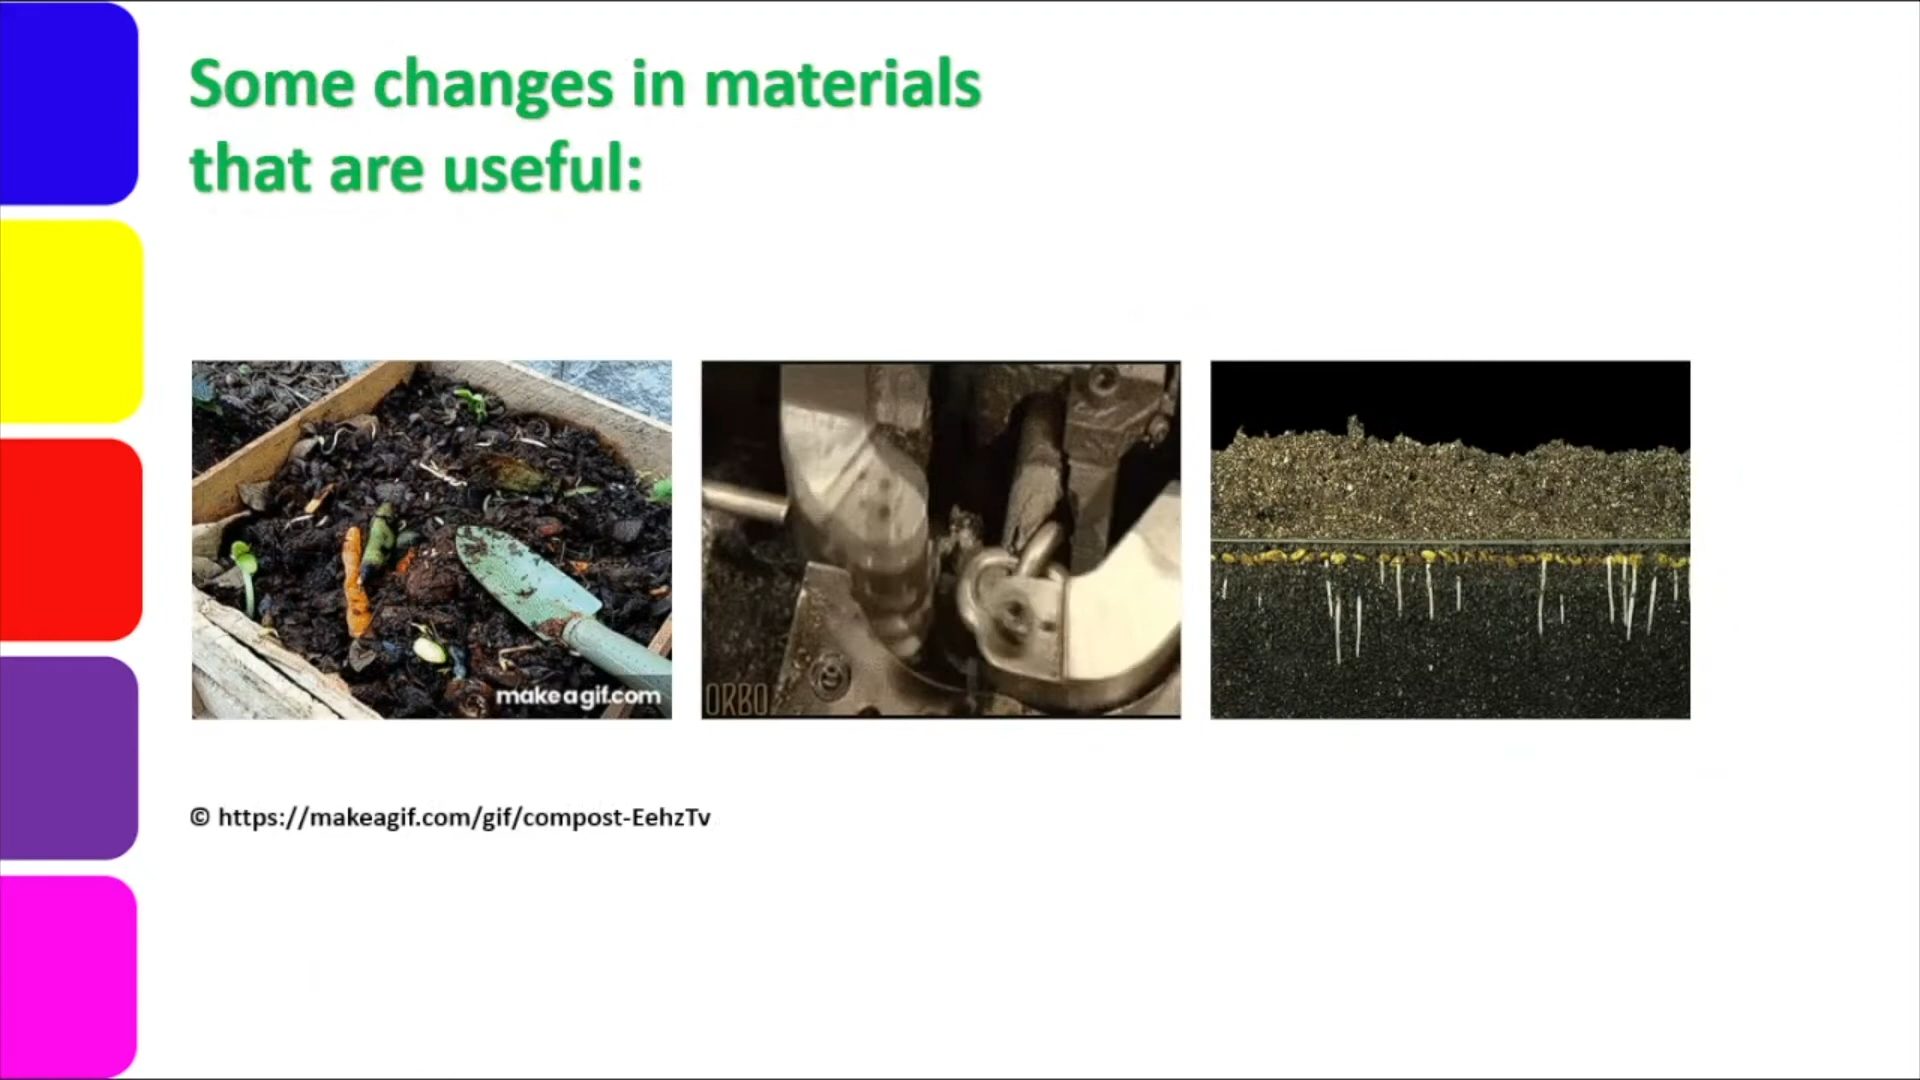 Some changes in materials
that are useful:
makeagif.com
ORBO
© https://makeagif.com/gif/compost-EehzTv